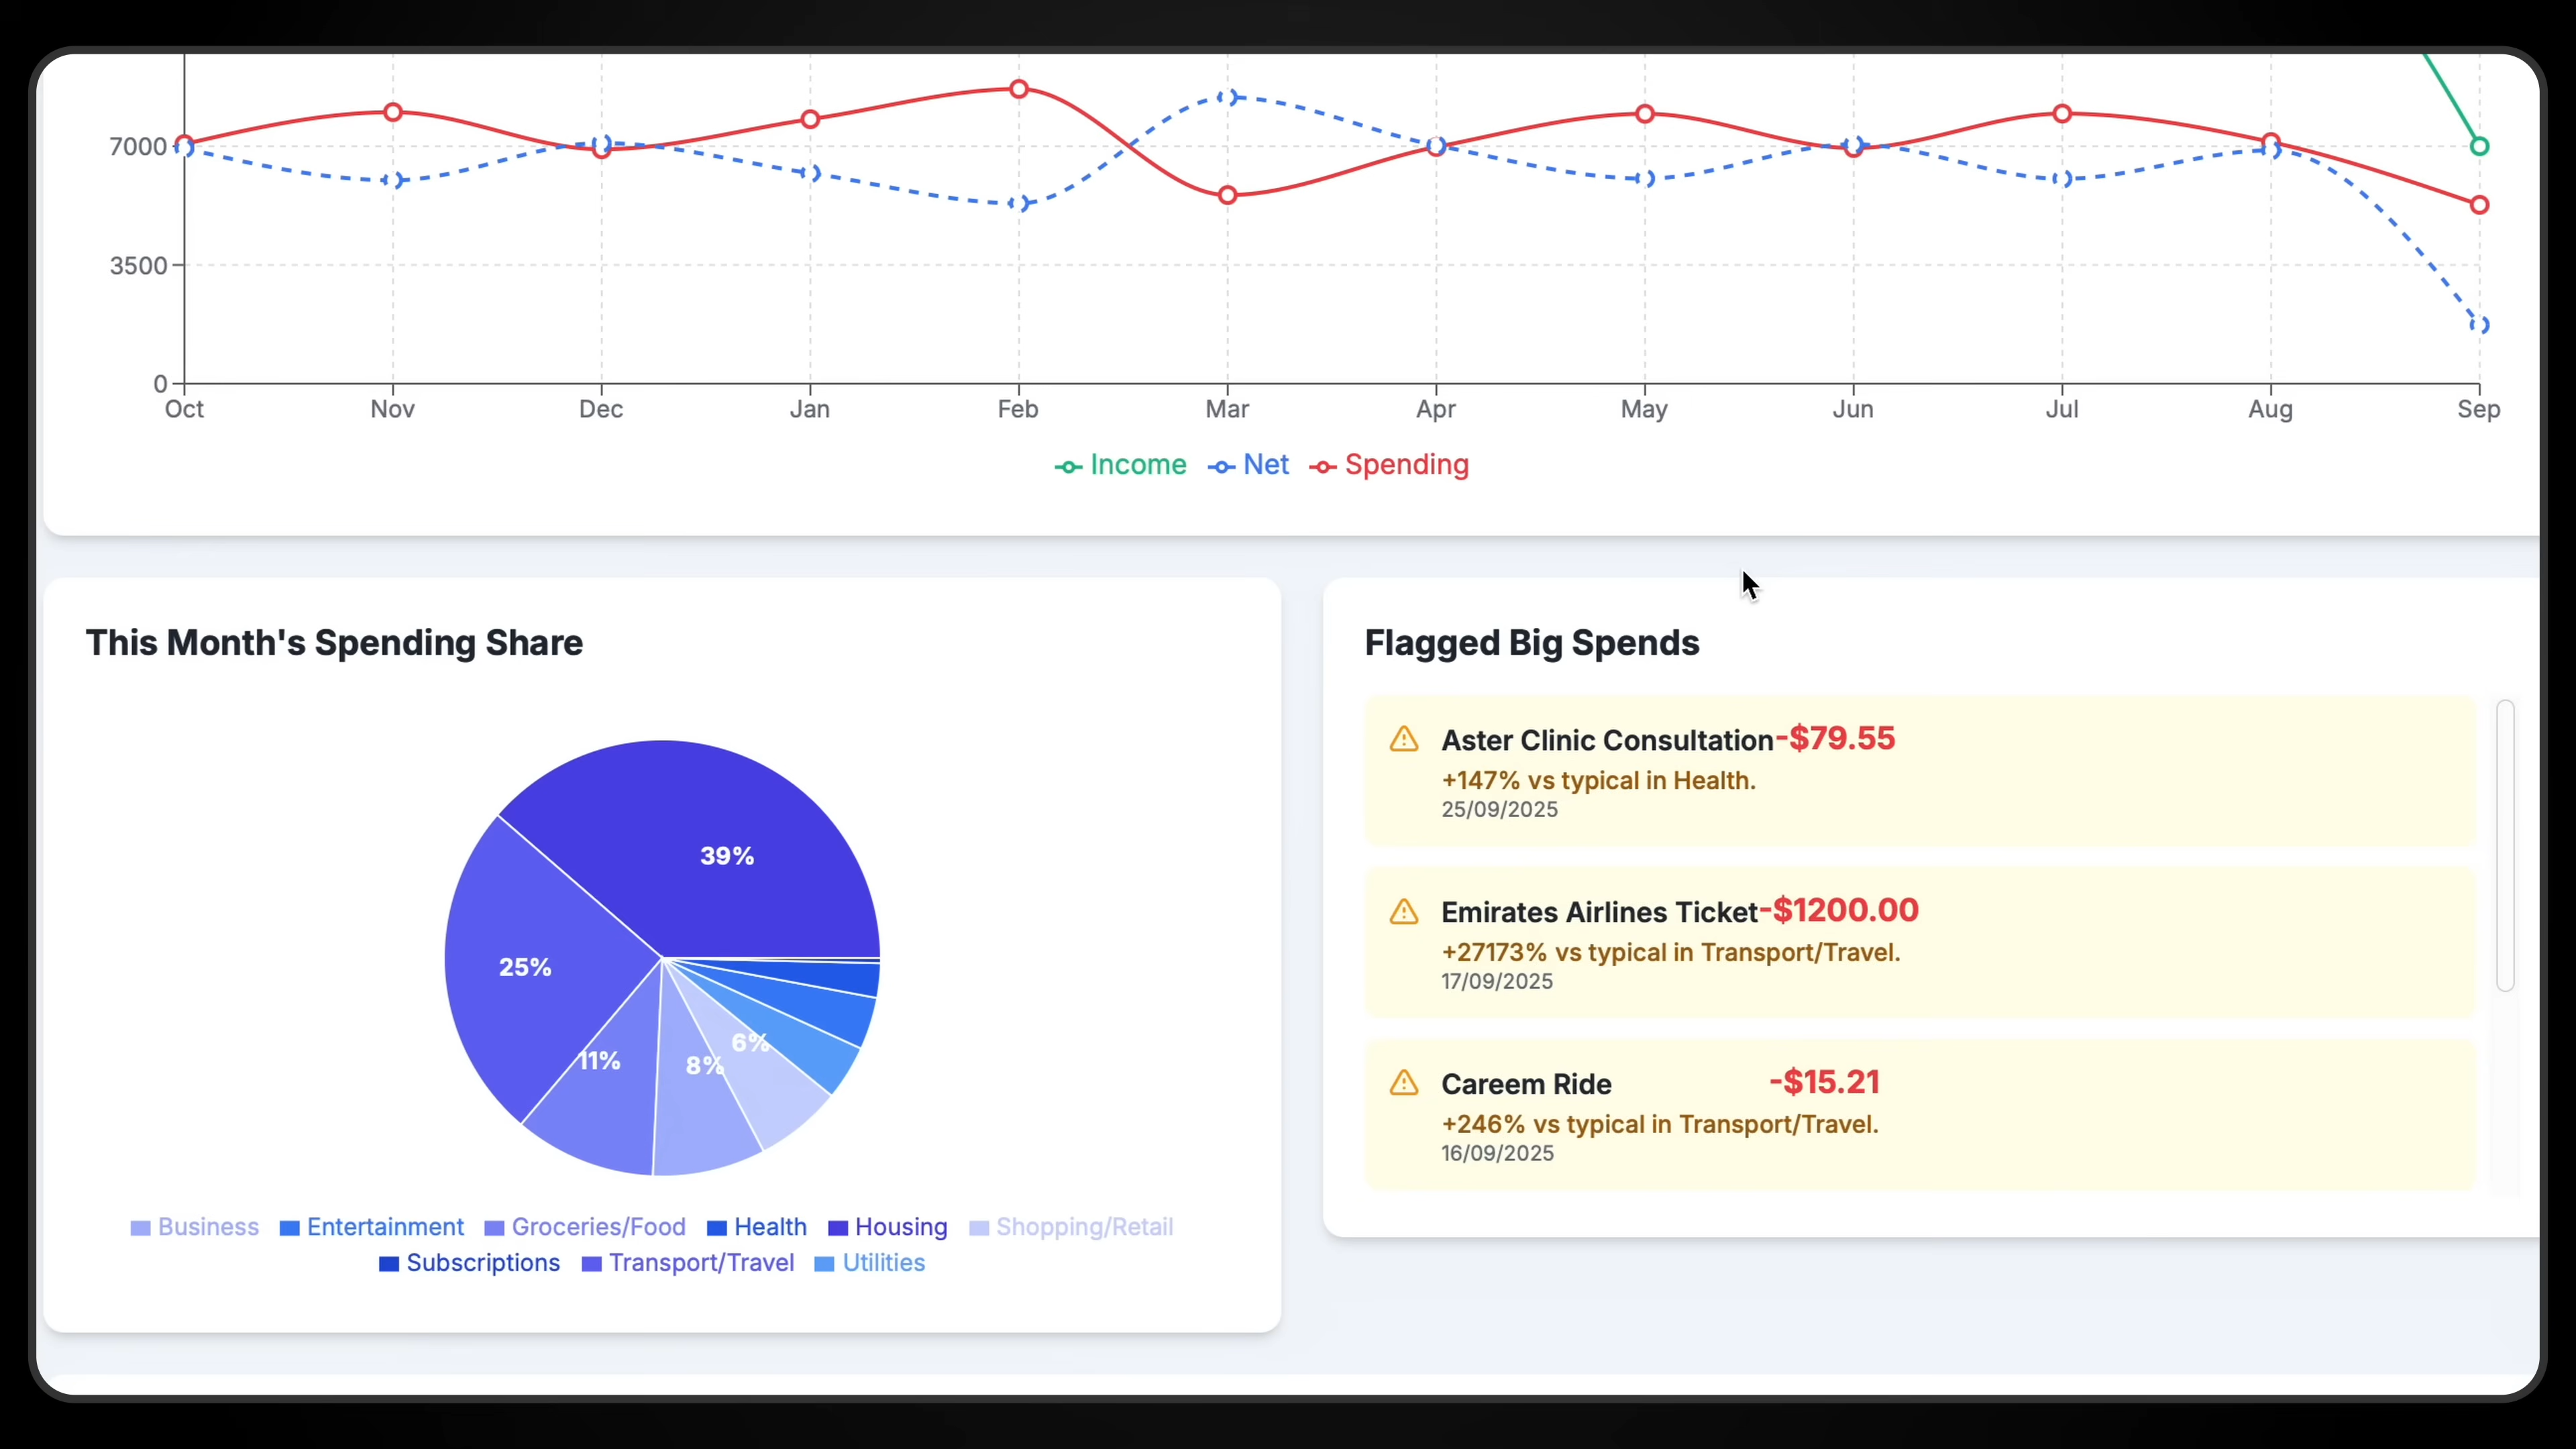 7000
3500
0
Oct Nov Dec Jan Feb Mar Apr May Jun Jul Aug Sep
Income Net Spending
This Month's Spending Share
39%
25%
11%
8%
6%
Business Entertainment Groceries/Food Health Housing Shopping/Retail
Subscriptions Transport/Travel Utilities
Flagged Big Spends
Aster Clinic Consultation-$79.55
+147% vs typical in Health.
25/09/2025
Emirates Airlines Ticket-$1200.00
+27173% vs typical in Transport/Travel.
17/09/2025
Careem Ride -$15.21
+246% vs typical in Transport/Travel.
16/09/2025